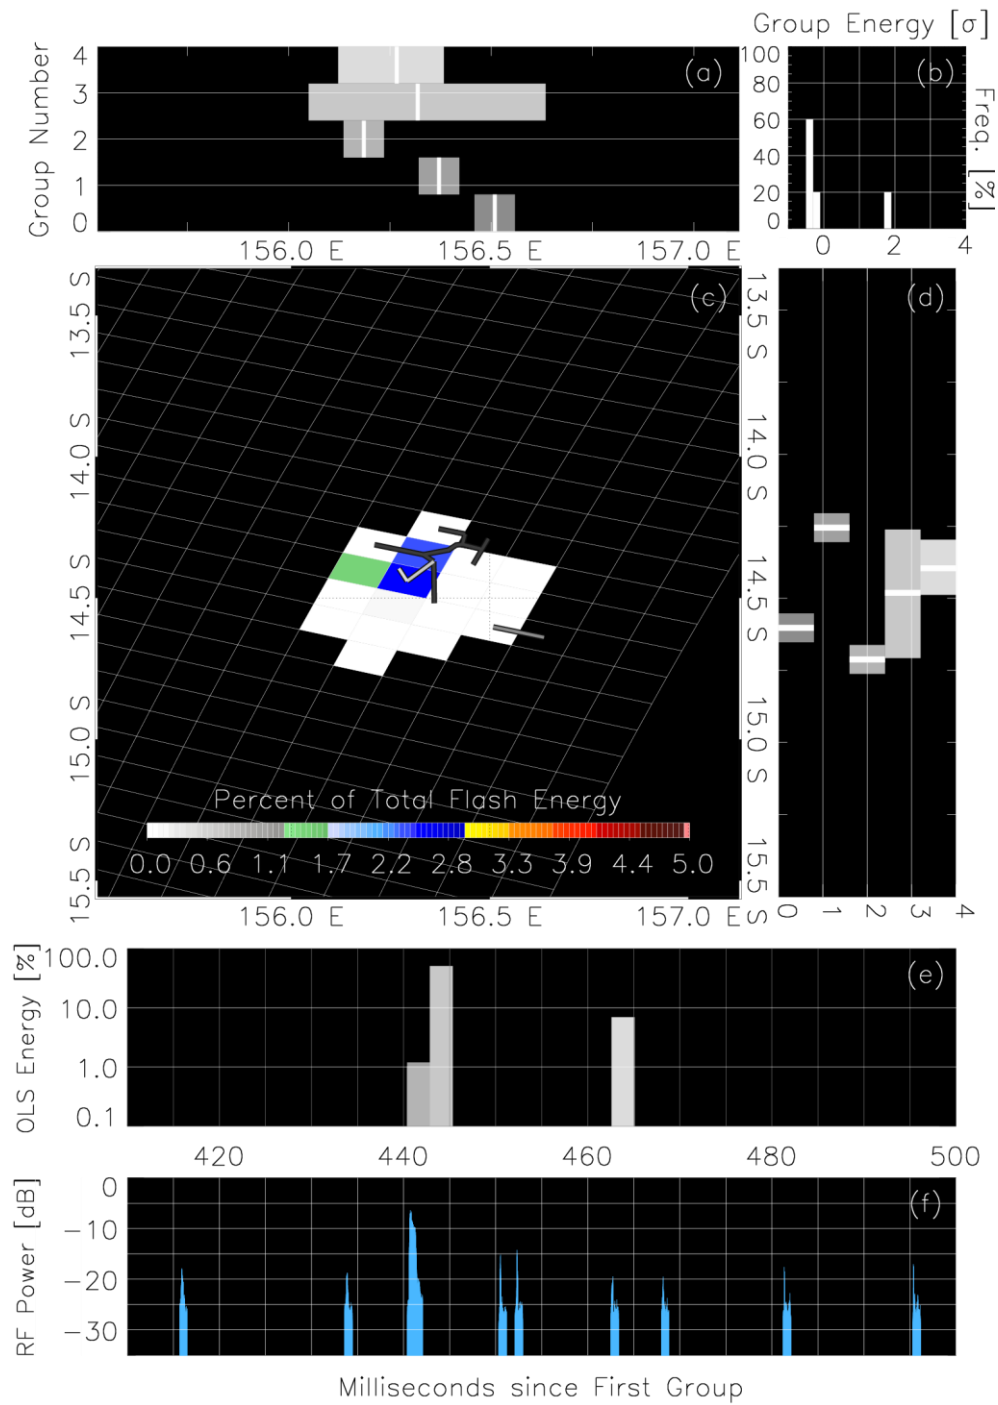 Group Energy [σ]
Group Number
4
3
2
1
0
(a)
156.0 E
156.5 E
157.0 E
100
80
60
40
20
0
(b)
Freq. [%]
0
2
4
13.5 S
14.0 S
14.5 S
15.0 S
15.5 S
(c)
Percent of Total Flash Energy
0.0 0.6 1.1 1.7 2.2 2.8 3.3 3.9 4.4 5.0
156.0 E
156.5 E
157.0 E
13.5 S
14.0 S
14.5 S
15.0 S
15.5 S
(d)
0
1
2
3
4
OLS Energy [%]
100.0
10.0
1.0
0.1
(e)
420
440
460
480
500
RF Power [dB]
0
−10
−20
−30
(f)
Milliseconds since First Group